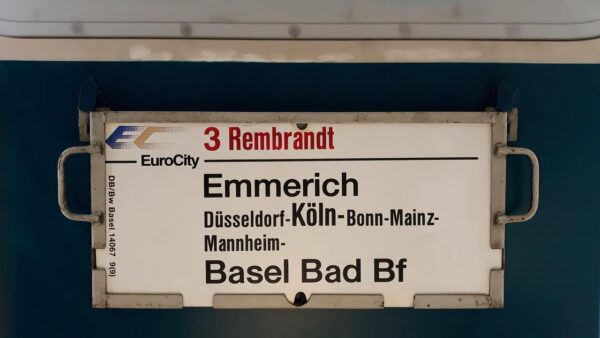 EC
EuroCity
3 Rembrandt
Emmerich
Düsseldorf-Köln-Bonn-Mainz-
Mannheim-
Basel Bad Bf
DB/Bw Basel 14067 9(9)